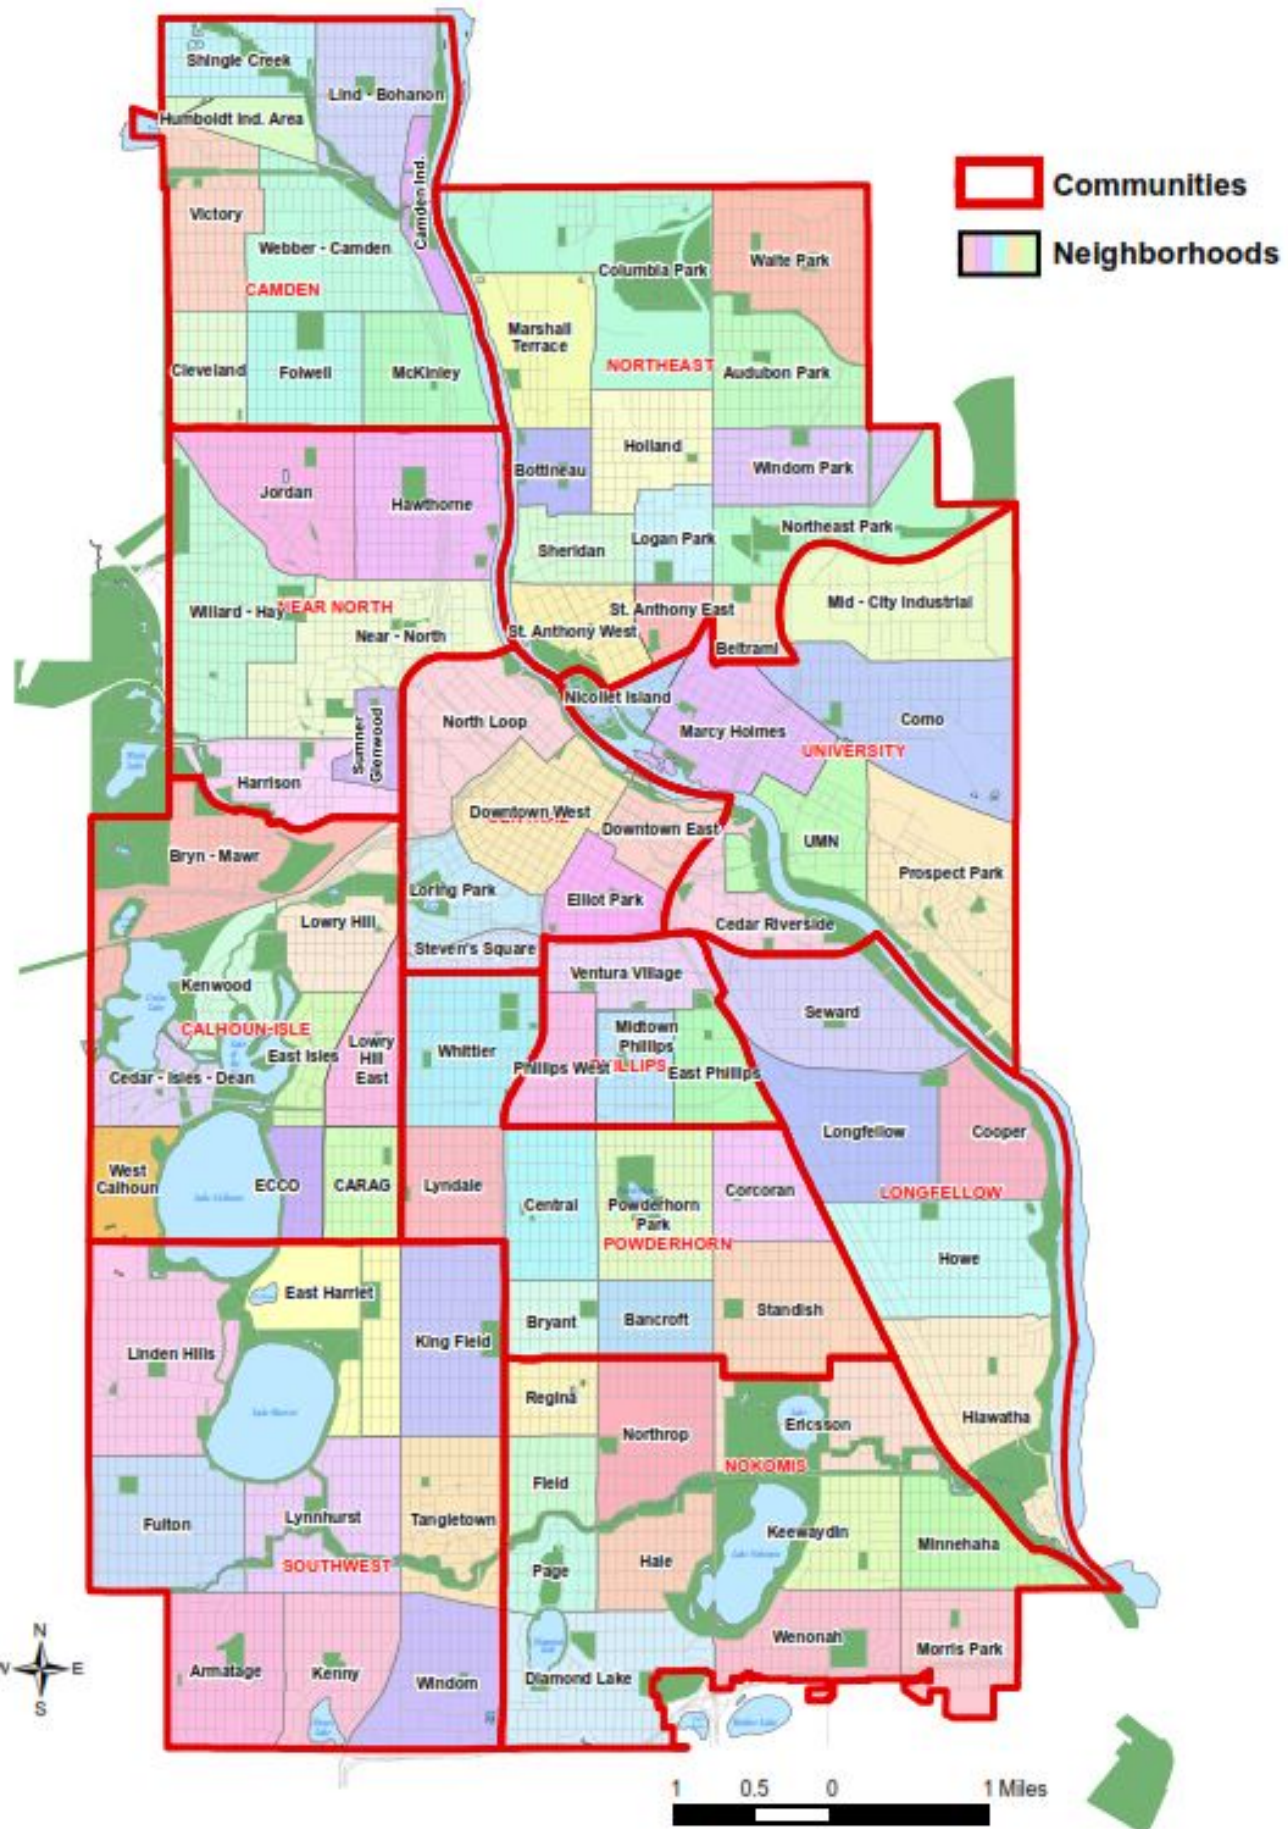 Shingle Creek
Lind - Bohanon
Humboldt Ind. Area
Camden Ind.
Communities
Neighborhoods
Victory
Webber - Camden
CAMDEN
Columbia Park
Waite Park
Marshall
Terrace
NORTHEAST
Cleveland
Folwell
McKinley
Audubon Park
Holland
Windom Park
Bottineau
Jordan
Hawthorne
Sheridan
Logan Park
Northeast Park
Willard - Hay
NEAR NORTH
Near - North
St. Anthony East
St. Anthony West
Beltrami
Mid - City Industrial
Nicollet Island
North Loop
Marcy Holmes
Como
UNIVERSITY
Sumner
Glenwood
Harrison
Downtown West
Downtown East
UMN
Bryn - Mawr
Prospect Park
Loring Park
Elliot Park
Lowry Hill
Cedar Riverside
Steven's Square
Ventura Village
Kenwood
Seward
CALHOUN-ISLE
East Isles
Lowry
Hill
East
Whittier
Midtown
Phillips
Phillips West
PHILLIPS
East Phillips
Cedar - Isles - Dean
Longfellow
Cooper
West
Calhoun
ECCO
CARAG
Lyndale
Central
Powderhorn
Park
Corcoran
LONGFELLOW
POWDERHORN
Howe
East Harriet
Bryant
Bancroft
Standish
Linden Hills
King Field
Regina
Northrop
Ericsson
Hiawatha
NOKOMIS
Field
Fulton
Lynnhurst
Tangletown
Keewaydin
Minnehaha
SOUTHWEST
Page
Hale
Wenonah
Morris Park
Armatage
Kenny
Windom
Diamond Lake
N
W E
S
1 0.5 0 1 Miles